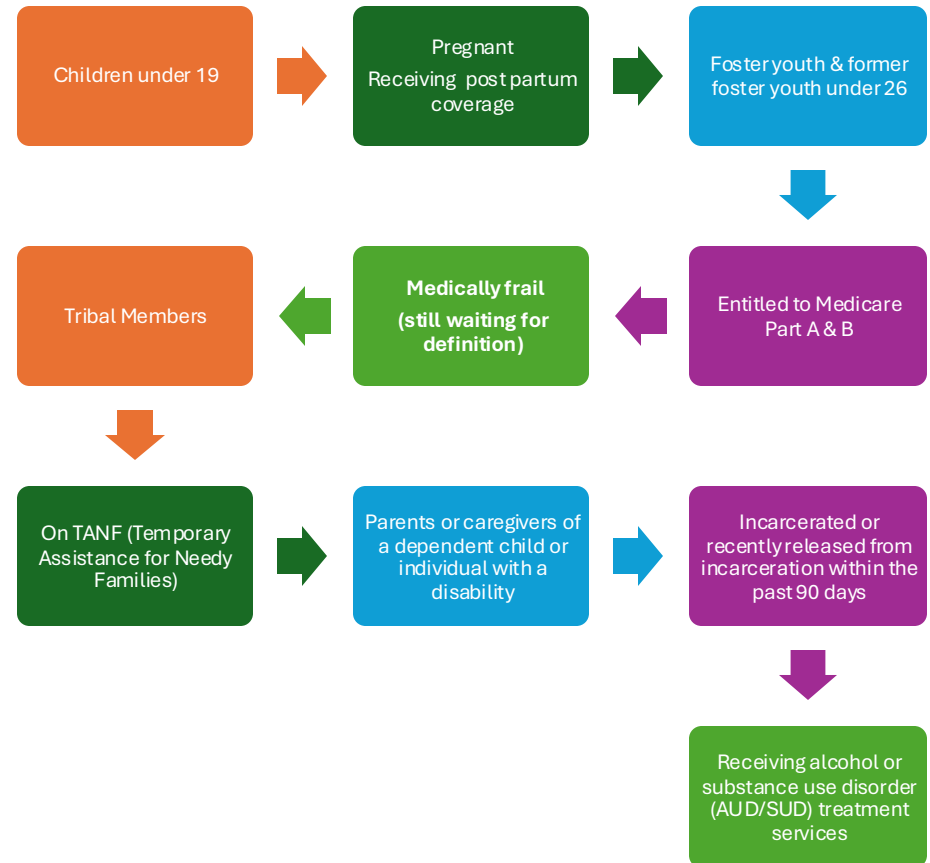 Children under 19
Pregnant
Receiving post partum
coverage
Foster youth & former
foster youth under 26
Entitled to Medicare
Part A & B
Medically frail
(still waiting for
definition)
Tribal Members
On TANF (Temporary
Assistance for Needy
Families)
Parents or caregivers of
a dependent child or
individual with a
disability
Incarcerated or
recently released from
incarceration within the
past 90 days
Receiving alcohol or
substance use disorder
(AUD/SUD) treatment
services